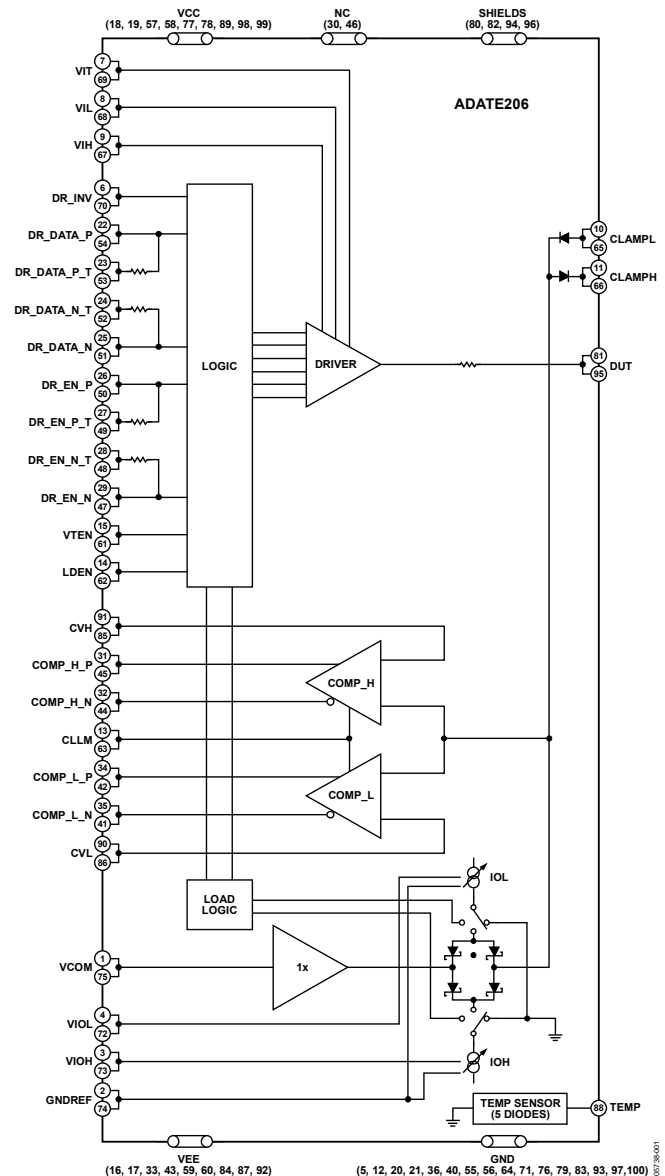 VCC
(18, 19, 57, 58, 77, 78, 89, 98, 99)
NC
(30, 46)
SHIELDS
(80, 82, 94, 96)
ADATE206
7
VIT
69
8
VIL
68
9
VIH
67
6
DR_INV
70
22
DR_DATA_P
54
23
DR_DATA_P_T
53
24
DR_DATA_N_T
52
25
DR_DATA_N
51
26
DR_EN_P
50
27
DR_EN_P_T
49
28
DR_EN_N_T
48
29
DR_EN_N
47
15
VTEN
61
14
LDEN
62
LOGIC
DRIVER
10
CLAMPL
65
11
CLAMPH
66
81
DUT
95
91
CVH
85
31
COMP_H_P
45
32
COMP_H_N
44
13
CLLM
63
34
COMP_L_P
42
35
COMP_L_N
41
90
CVL
86
COMP_H
COMP_L
LOAD
LOGIC
IOL
1
VCOM
75
1x
4
VIOL
72
3
VIOH
73
2
GNDREF
74
IOH
TEMP SENSOR
(5 DIODES)
88
TEMP
VEE
(16, 17, 33, 43, 59, 60, 84, 87, 92)
GND
(5, 12, 20, 21, 36, 40, 55, 56, 64, 71, 76, 79, 83, 93, 97,100)
05738-001